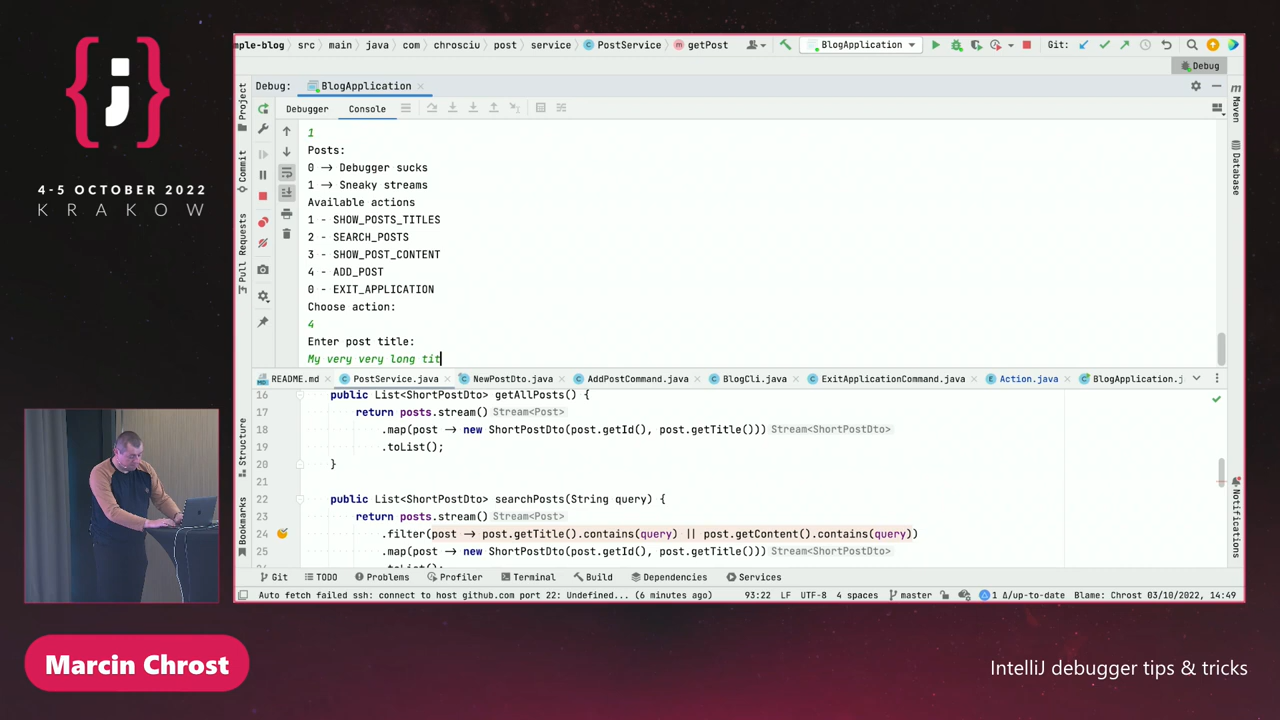 {j}
4-5 OCTOBER 2022
KRAKOW
Marcin Chrost
IntelliJ debugger tips & tricks
mple-blog src main java com chrosciu post service PostService getPost BlogApplication Git:
Debug
Debug: BlogApplication
Debugger Console
1
Posts:
0 -> Debugger sucks
1 -> Sneaky streams
Available actions
1 - SHOW_POSTS_TITLES
2 - SEARCH_POSTS
3 - SHOW_POST_CONTENT
4 - ADD_POST
0 - EXIT_APPLICATION
Choose action:
4
Enter post title:
My very very long tit
README.md PostService.java NewPostDto.java AddPostCommand.java BlogCli.java ExitApplicationCommand.java Action.java BlogApplication.j
16 public List<ShortPostDto> getAllPosts() {
17 return posts.stream() Stream<Post>
18 .map(post -> new ShortPostDto(post.getId(), post.getTitle())) Stream<ShortPostDto>
19 .toList();
20 }
21
22 public List<ShortPostDto> searchPosts(String query) {
23 return posts.stream() Stream<Post>
24 .filter(post -> post.getTitle().contains(query) || post.getContent().contains(query))
25 .map(post -> new ShortPostDto(post.getId(), post.getTitle())) Stream<ShortPostDto>
Git TODO Problems Profiler Terminal Build Dependencies Services
Auto fetch failed ssh: connect to host github.com port 22: Undefined... (6 minutes ago) 93:22 LF UTF-8 4 spaces master 1 Δ/up-to-date Blame: Chrost 03/10/2022, 14:49
Project
Commit
Pull Requests
Structure
Bookmarks
m
Maven
Database
Notifications